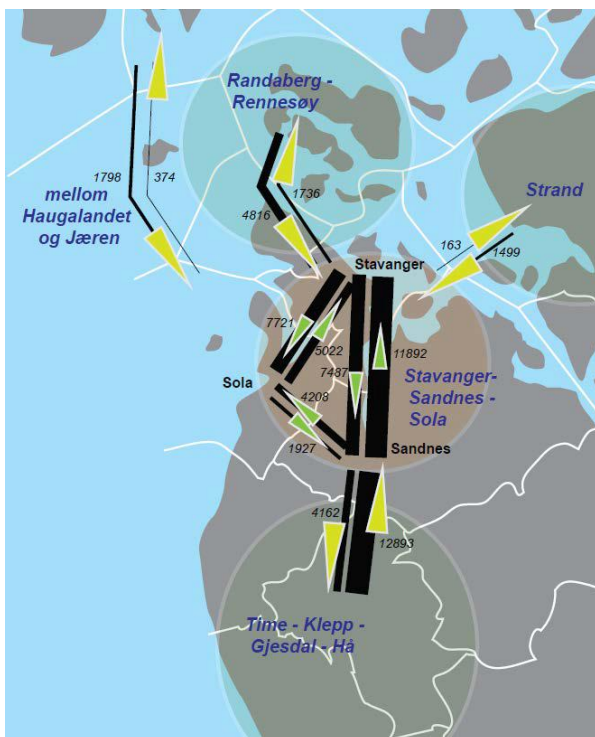 Randaberg -
Rennesøy
1798
374
mellom
Haugalandet
og Jæren
1736
4816
Strand
163
1499
Stavanger
7721
5022
11892
7487
Sola
4208
Stavanger-
Sandnes -
Sola
1927
Sandnes
4162
12893
Time - Klepp -
Gjesdal - Hå